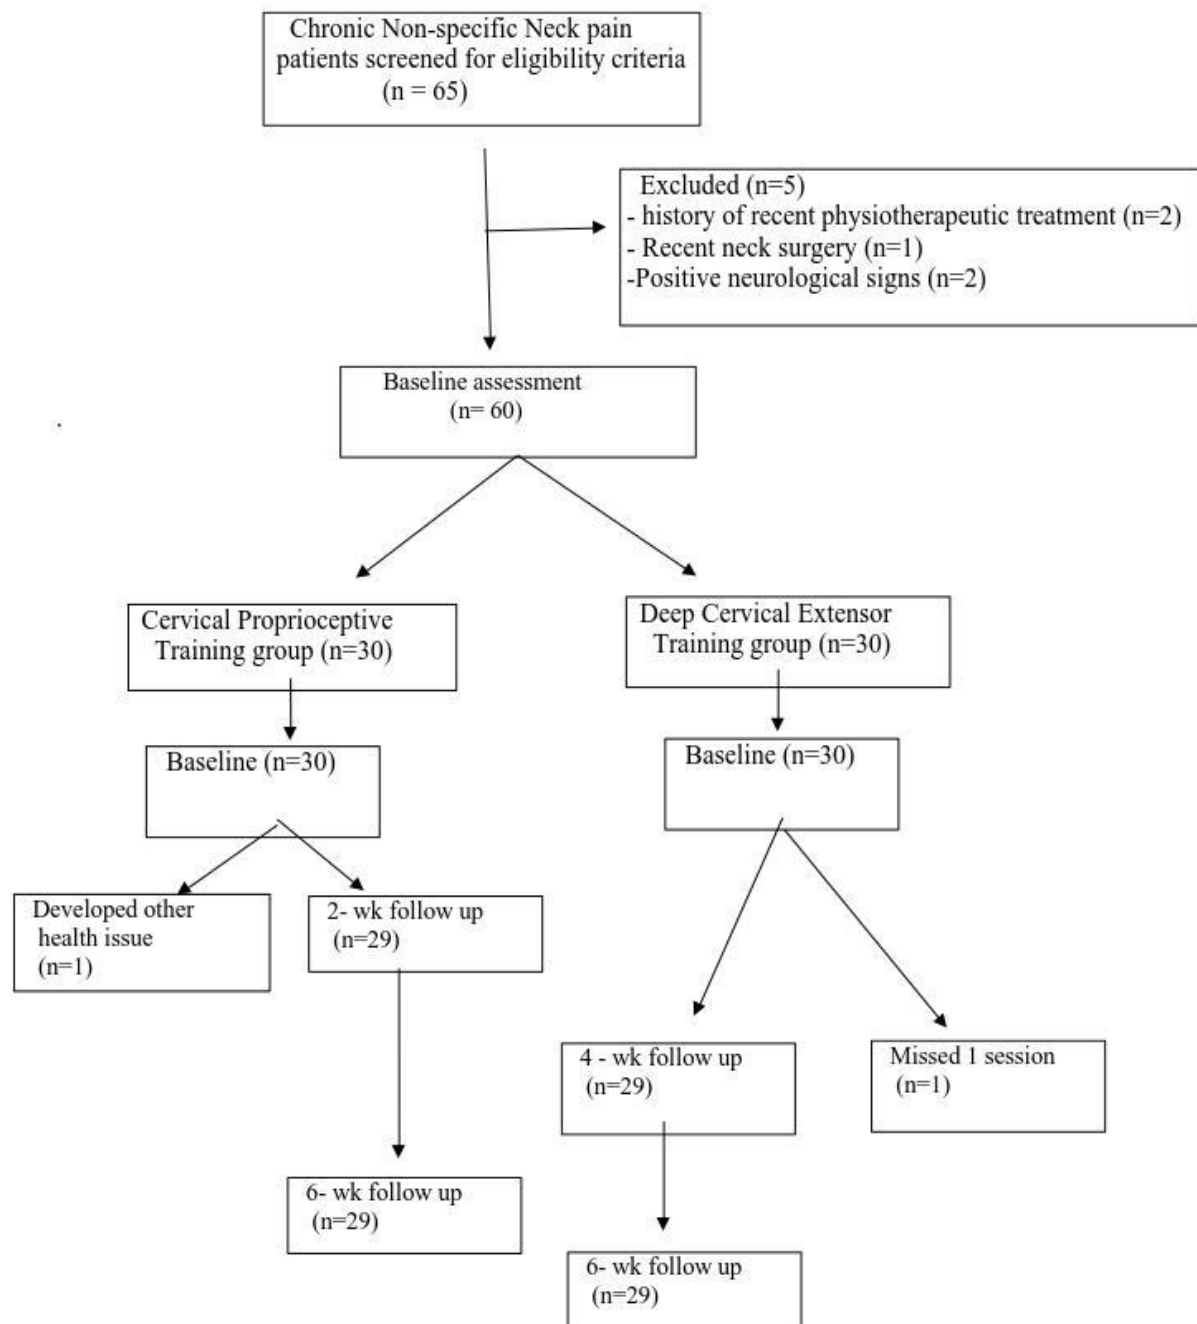 Chronic Non-specific Neck pain
patients screened for eligibility criteria
(n = 65)
Excluded (n=5)
- history of recent physiotherapeutic treatment (n=2)
- Recent neck surgery (n=1)
-Positive neurological signs (n=2)
Baseline assessment
(n= 60)
Cervical Proprioceptive
Training group (n=30)
Deep Cervical Extensor
Training group (n=30)
Baseline (n=30)
Baseline (n=30)
Developed other
health issue
(n=1)
2- wk follow up
(n=29)
4 - wk follow up
(n=29)
Missed 1 session
(n=1)
6- wk follow up
(n=29)
6- wk follow up
(n=29)